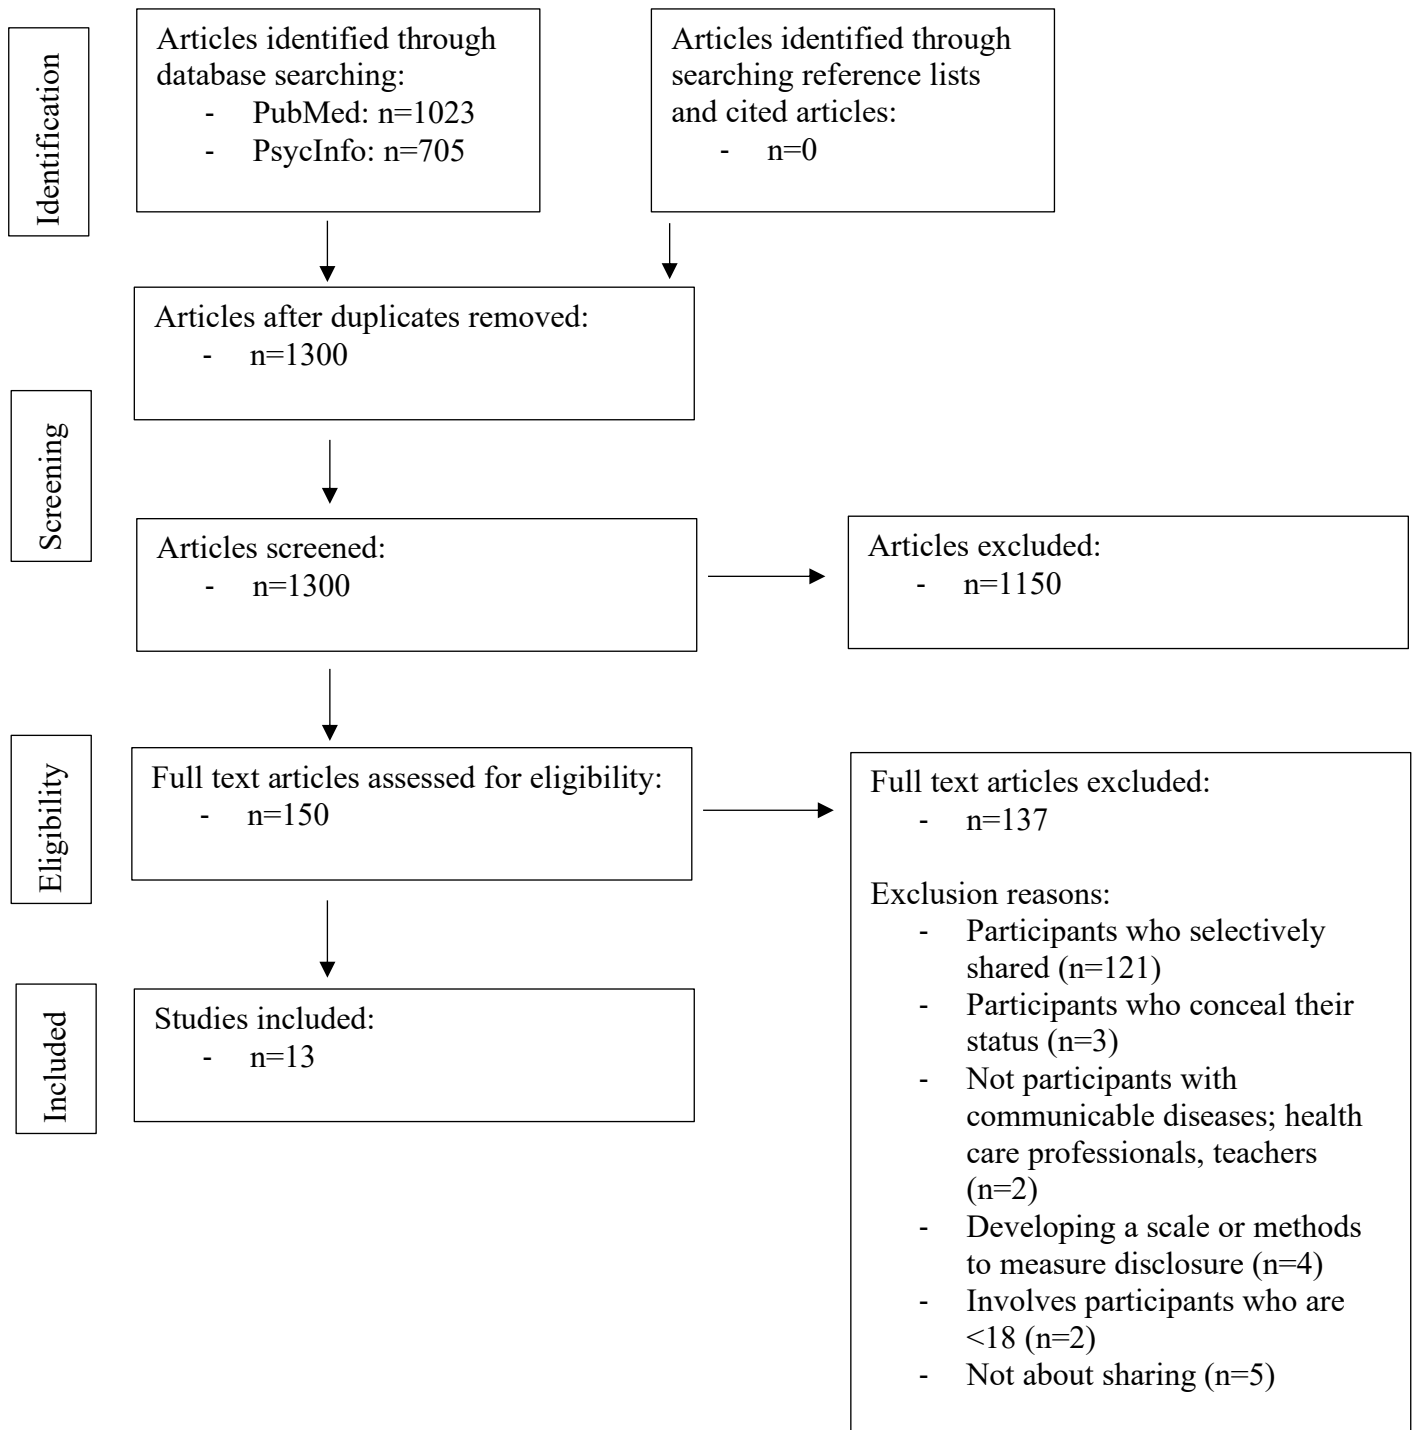 Identification
Articles identified through
database searching:
- PubMed: n=1023
- PsycInfo: n=705
Articles identified through
searching reference lists
and cited articles:
- n=0
Articles after duplicates removed:
- n=1300
Screening
Articles screened:
- n=1300
Articles excluded:
- n=1150
Eligibility
Full text articles assessed for eligibility:
- n=150
Full text articles excluded:
- n=137
Exclusion reasons:
- Participants who selectively
shared (n=121)
- Participants who conceal their
status (n=3)
- Not participants with
communicable diseases; health
care professionals, teachers
(n=2)
- Developing a scale or methods
to measure disclosure (n=4)
- Involves participants who are
<18 (n=2)
- Not about sharing (n=5)
Included
Studies included:
- n=13